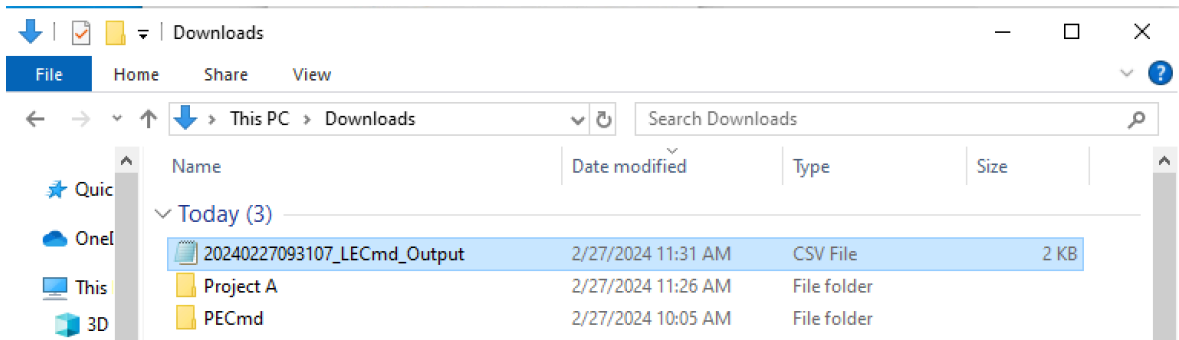 Downloads
File Home Share View
This PC > Downloads Search Downloads
Name Date modified Type Size
Quic
Today (3)
OneD
20240227093107_LECmd_Output 2/27/2024 11:31 AM CSV File 2 KB
This Project A 2/27/2024 11:26 AM File folder
3D PECmd 2/27/2024 10:05 AM File folder